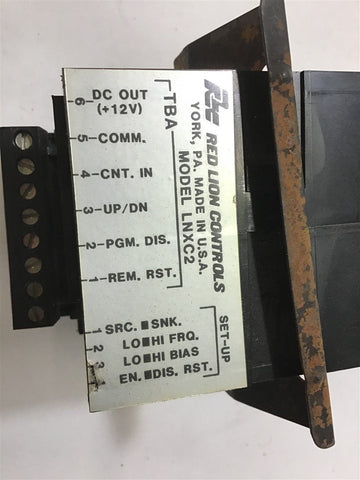 RLC RED LION CONTROLS
YORK, PA. MADE IN U.S.A.
MODEL LNXC2
TBA
6 DC OUT
(+12V)
5 COMM.
4 CNT. IN
3 UP/DN
2 PGM. DIS.
1 REM. RST.
SET-UP
1 SRC. ■ SNK.
2 LO ■ HI FRQ.
3 LO ■ HI BIAS
EN. ■ DIS. RST.